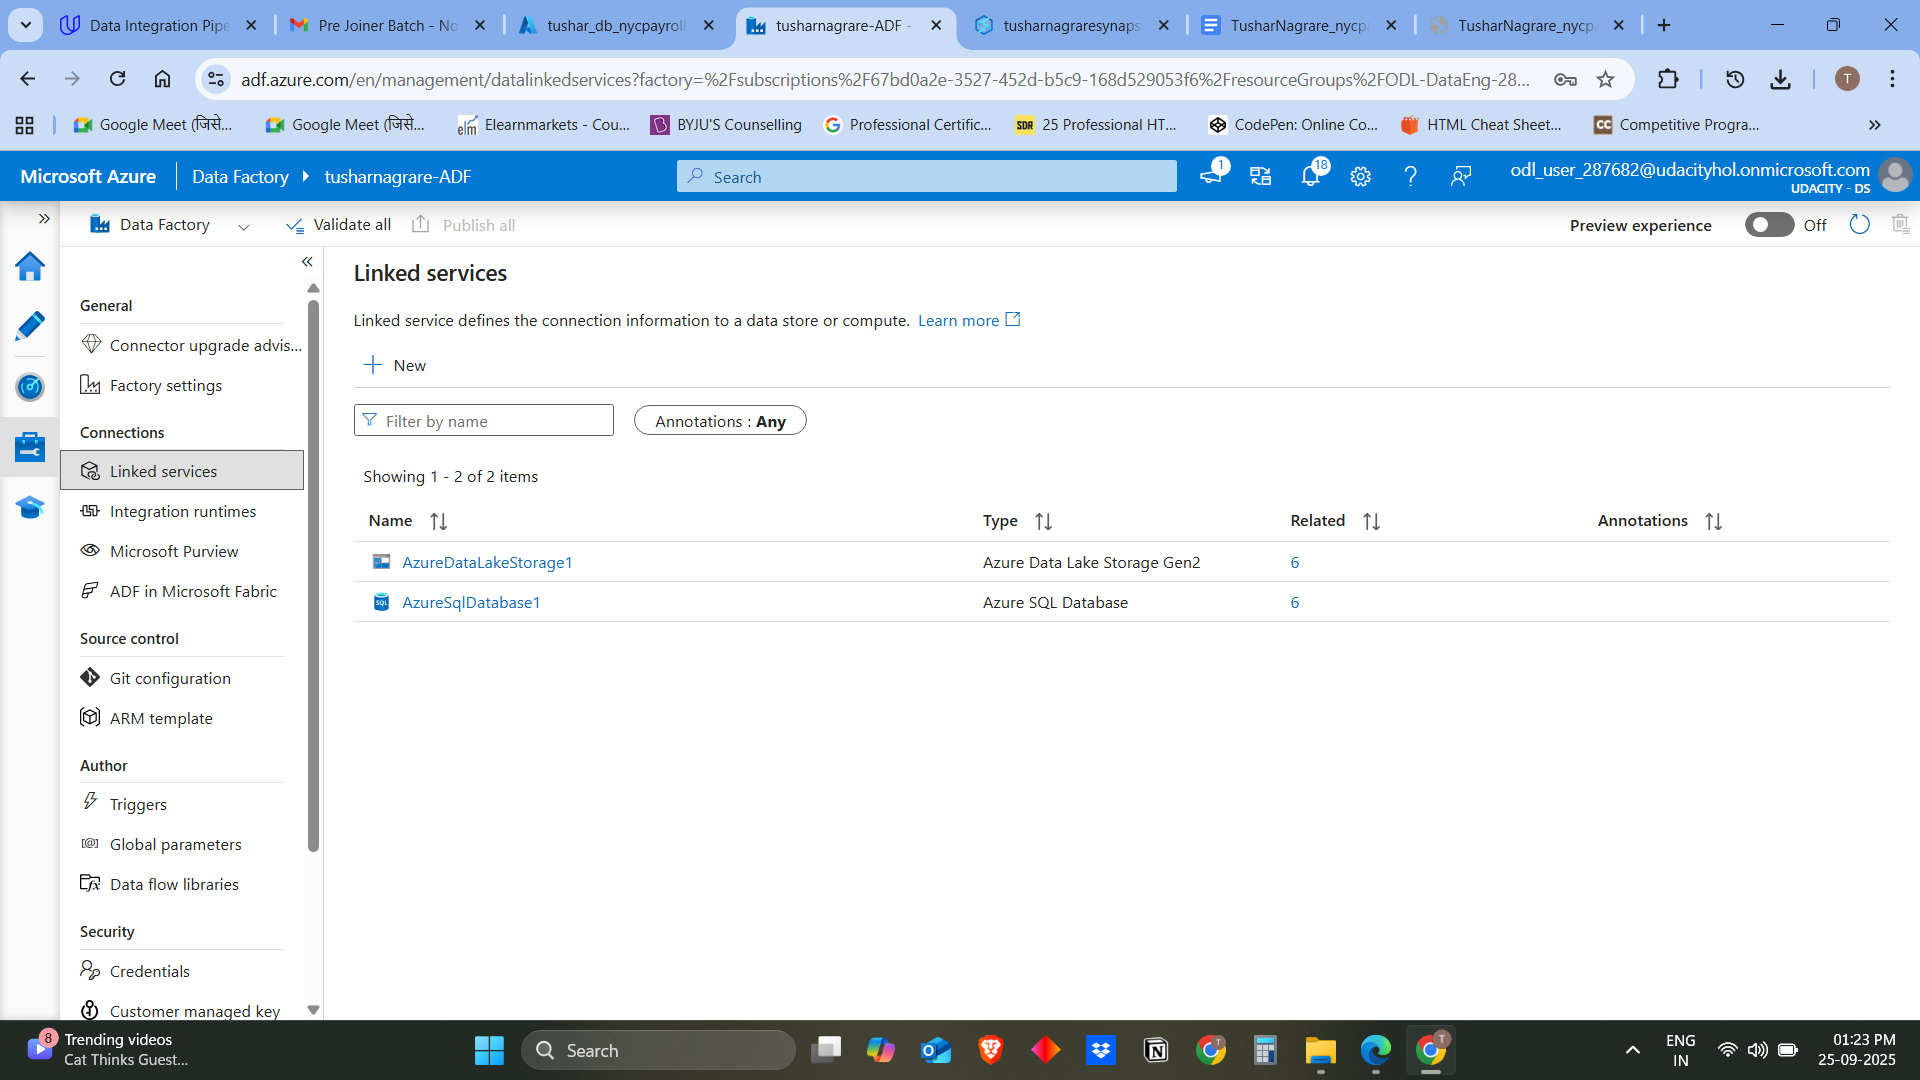 Data Integration Pipe
Pre Joiner Batch - No
tushar_db_nycpayroll
tusharnagrare-ADF -
tusharnagraresynaps
TusharNagrare_nycpa
TusharNagrare_nycpa
adf.azure.com/en/management/datalinkedservices?factory=%2Fsubscriptions%2F67bd0a2e-3527-452d-b5c9-168d529053f6%2FresourceGroups%2FODL-DataEng-28...
T
Google Meet (जिसे...
Google Meet (जिसे...
Elearnmarkets - Cou...
BYJU'S Counselling
Professional Certific...
25 Professional HT...
CodePen: Online Co...
HTML Cheat Sheet...
Competitive Progra...
Microsoft Azure
Data Factory
tusharnagrare-ADF
Search
1
18
odl_user_287682@udacityhol.onmicrosoft.com
UDACITY - DS
Data Factory
Validate all
Publish all
Preview experience
Off
General
Connector upgrade advis...
Factory settings
Connections
Linked services
Integration runtimes
Microsoft Purview
ADF in Microsoft Fabric
Source control
Git configuration
ARM template
Author
Triggers
Global parameters
Data flow libraries
Security
Credentials
Customer managed key
Linked services
Linked service defines the connection information to a data store or compute. Learn more
New
Filter by name
Annotations : Any
Showing 1 - 2 of 2 items
Name Type Related Annotations
AzureDataLakeStorage1 Azure Data Lake Storage Gen2 6
AzureSqlDatabase1 Azure SQL Database 6
8
Trending videos
Cat Thinks Guest...
Search
ENG
IN
01:23 PM
25-09-2025